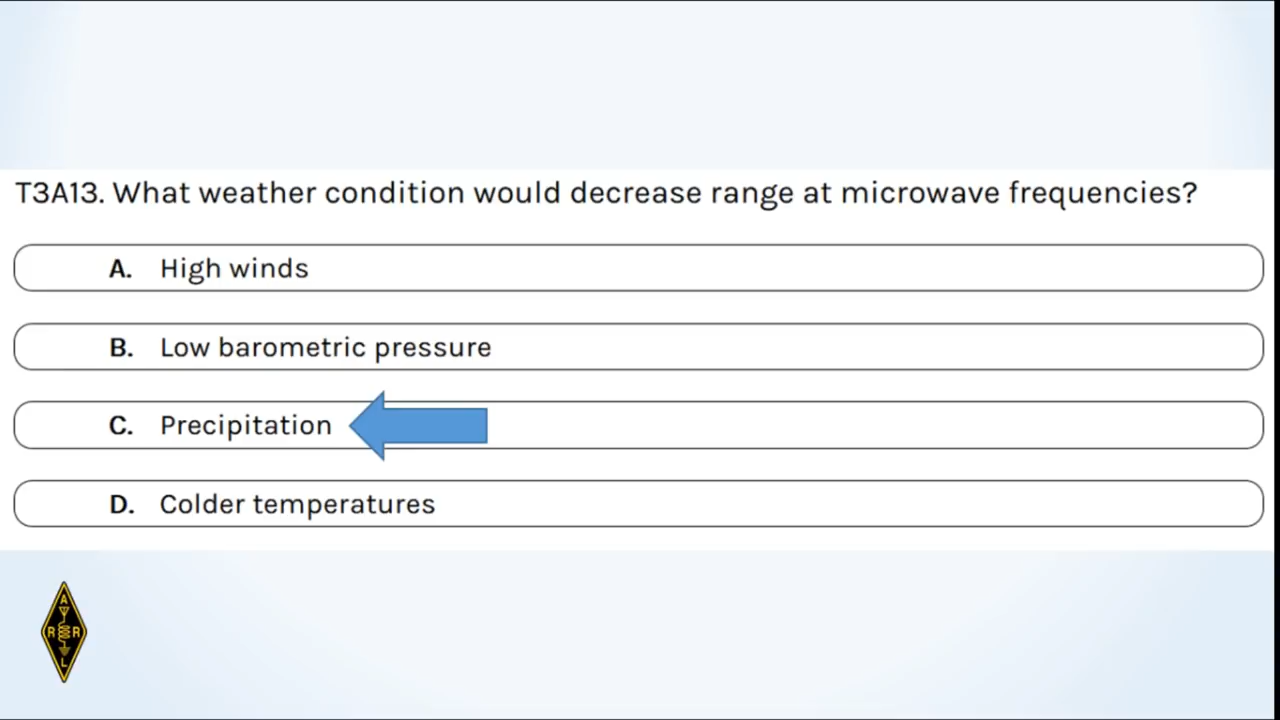 T3A13. What weather condition would decrease range at microwave frequencies?
A. High winds
B. Low barometric pressure
C. Precipitation
D. Colder temperatures
A
R R
L